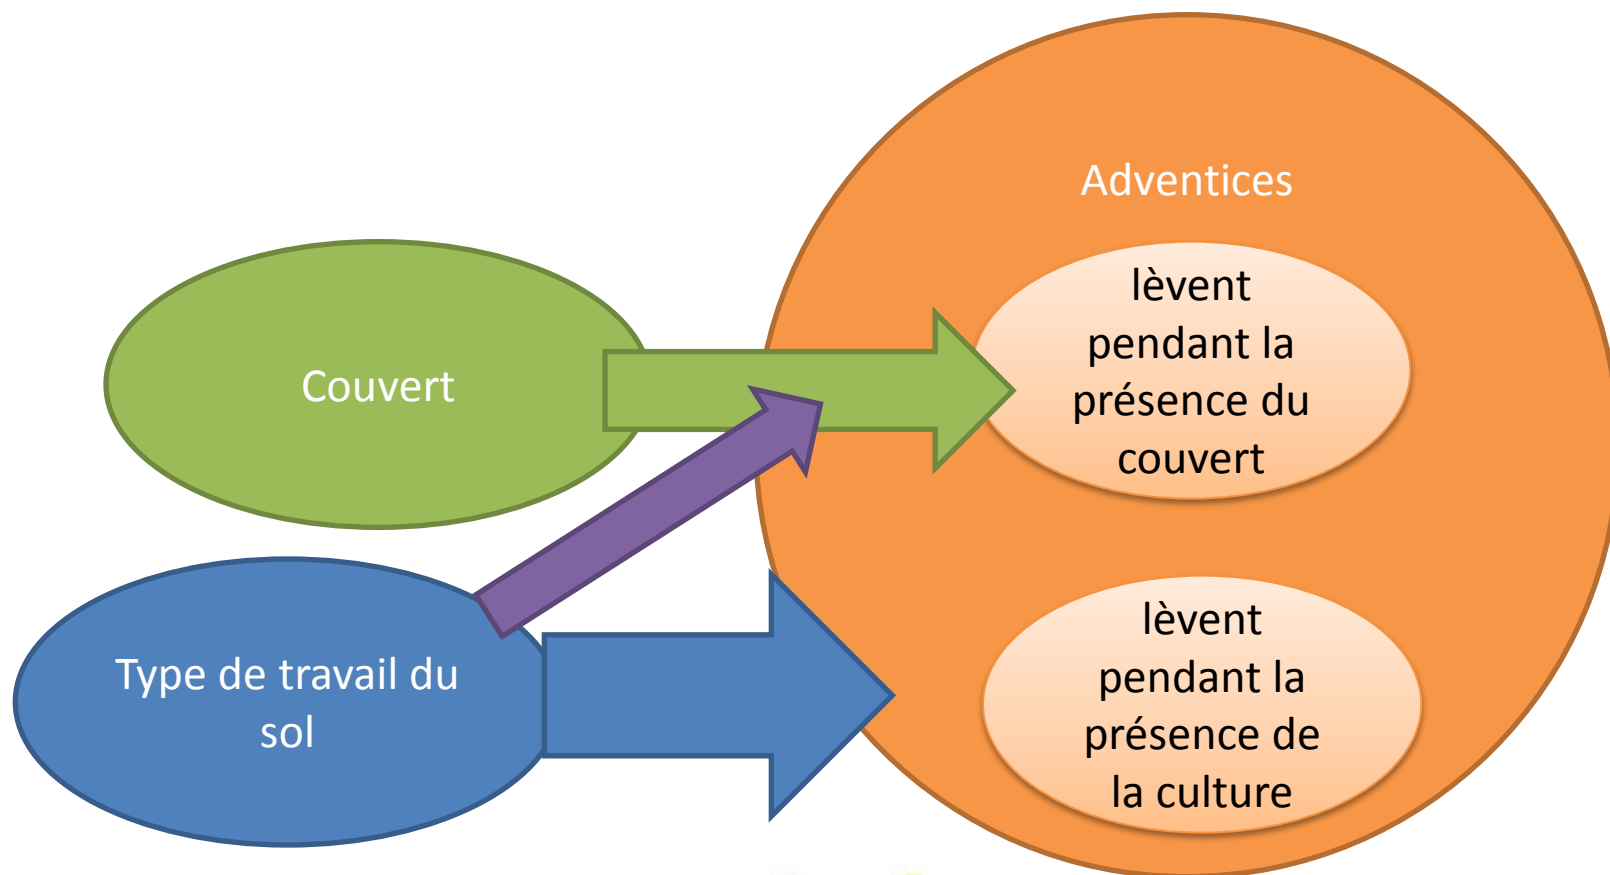 Adventices
lèvent
pendant la
présence du
couvert
Couvert
Type de travail du
sol
lèvent
pendant la
présence de
la culture